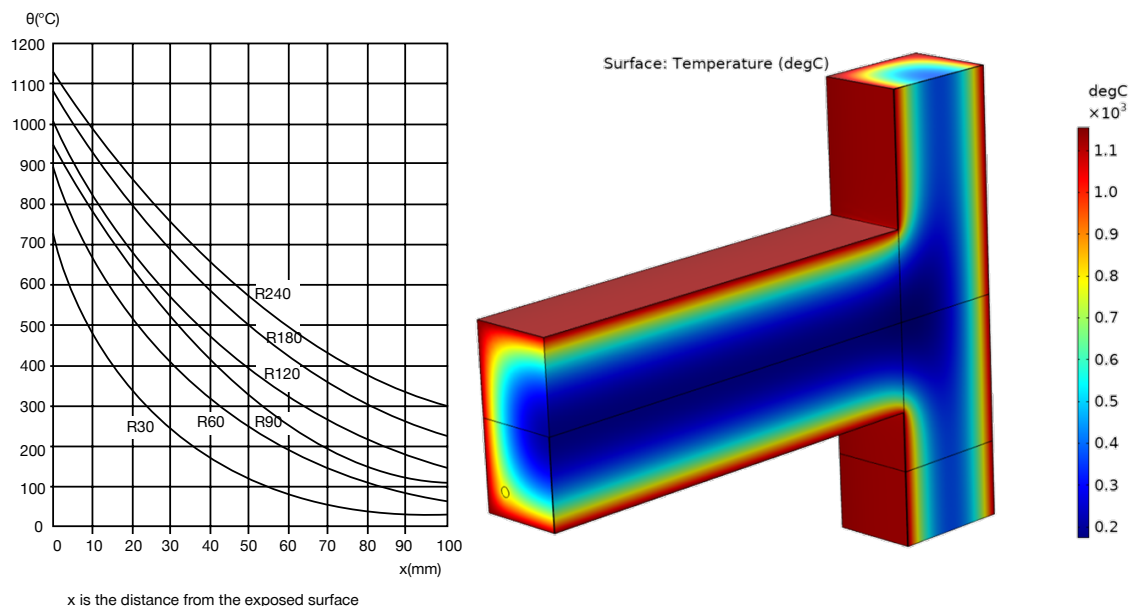 θ(°C)
1200
1100
1000
900
800
700
600
500
400
300
200
100
0
R240
R180
R120
R90
R60
R30
0 10 20 30 40 50 60 70 80 90 100
x(mm)
x is the distance from the exposed surface
Surface: Temperature (degC)
degC
×10³
1.1
1.0
0.9
0.8
0.7
0.6
0.5
0.4
0.3
0.2